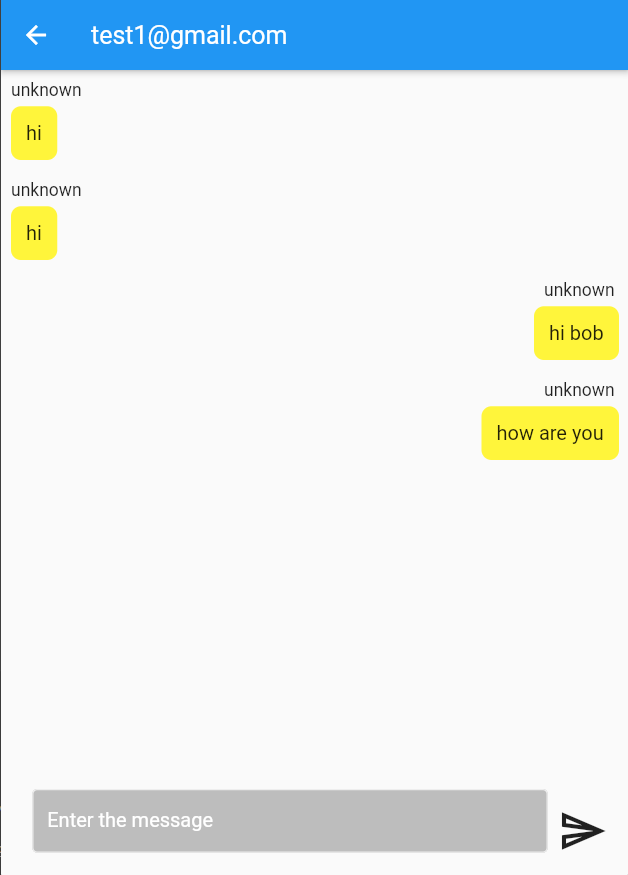 test1@gmail.com
unknown
hi
unknown
hi
unknown
hi bob
unknown
how are you
Enter the message